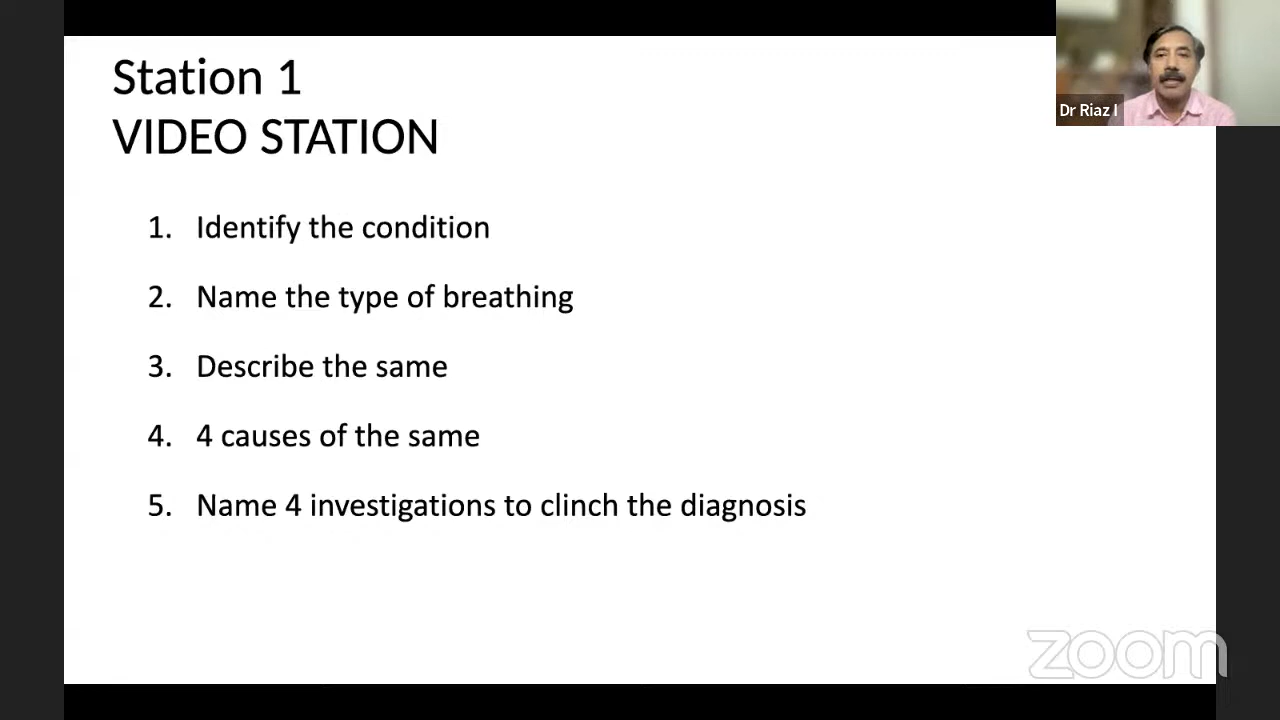 Station 1
VIDEO STATION
Dr Riaz I
1. Identify the condition
2. Name the type of breathing
3. Describe the same
4. 4 causes of the same
5. Name 4 investigations to clinch the diagnosis
zoom